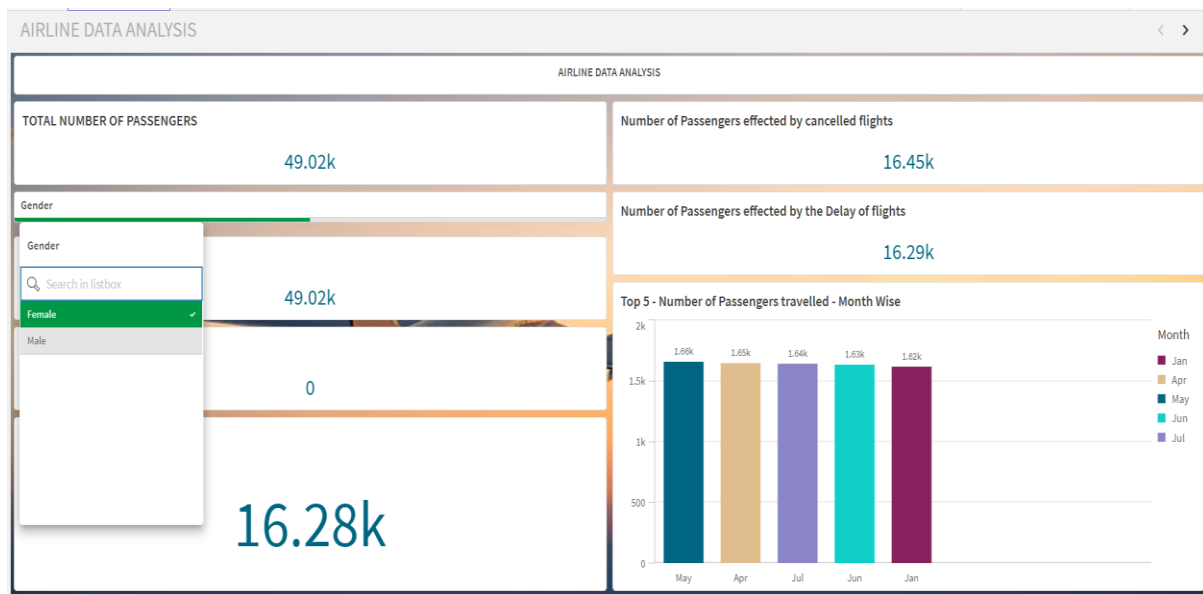 AIRLINE DATA ANALYSIS
AIRLINE DATA ANALYSIS
TOTAL NUMBER OF PASSENGERS
49.02k
Gender
Gender
Search in listbox
Female
Male
49.02k
0
16.28k
Number of Passengers effected by cancelled flights
16.45k
Number of Passengers effected by the Delay of flights
16.29k
Top 5 - Number of Passengers travelled - Month Wise
2k
1.5k
1k
500
0
1.66k 1.65k 1.64k 1.63k 1.62k
May Apr Jul Jun Jan
Month
Jan
Apr
May
Jun
Jul